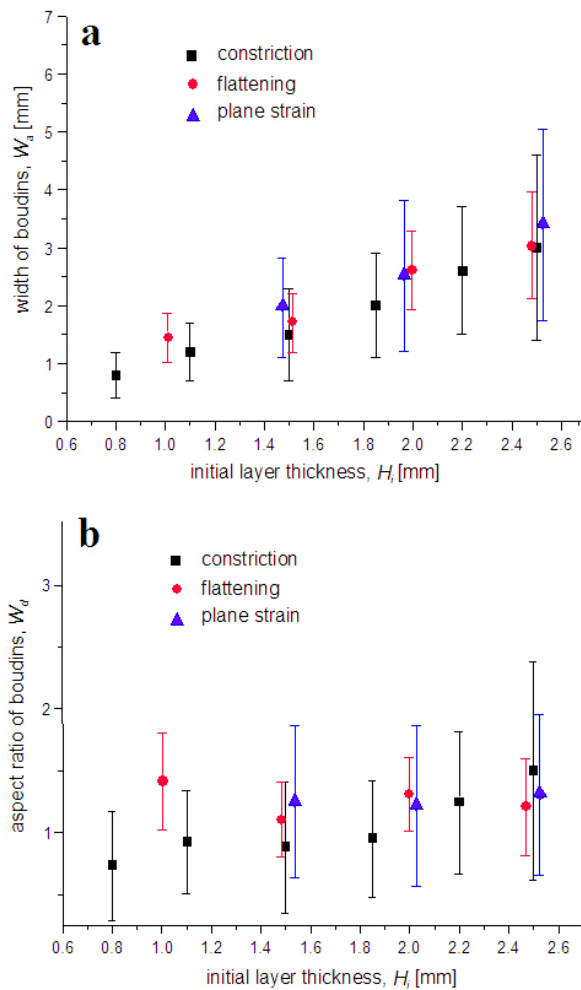 a
7
6
5
4
3
2
1
0
width of boudins, Wa [mm]
constriction
flattening
plane strain
0.6 0.8 1.0 1.2 1.4 1.6 1.8 2.0 2.2 2.4 2.6
initial layer thickness, Hi [mm]
b
3
2
1
aspect ratio of boudins, Wd
constriction
flattening
plane strain
0.6 0.8 1.0 1.2 1.4 1.6 1.8 2.0 2.2 2.4 2.6
initial layer thickness, Hi [mm]